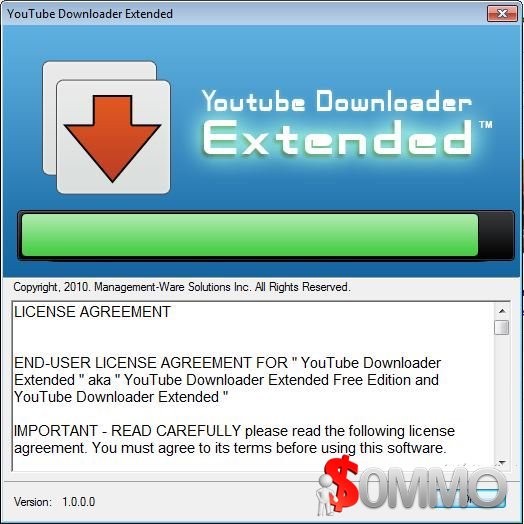 YouTube Downloader Extended
Youtube Downloader
Extended™
Copyright, 2010. Management-Ware Solutions Inc. All Rights Reserved.
LICENSE AGREEMENT
END-USER LICENSE AGREEMENT FOR " YouTube Downloader
Extended " aka " YouTube Downloader Extended Free Edition and
YouTube Downloader Extended "
IMPORTANT - READ CAREFULLY please read the following license
agreement. You must agree to its terms before using this software.
$OMMO
Version: 1.0.0.0